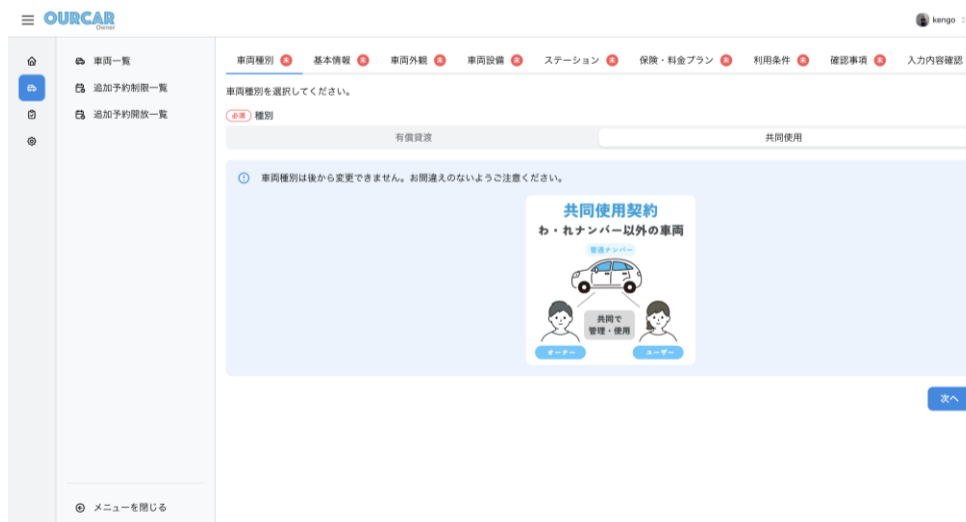 OURCAR
Owner
kengo
車両一覧
追加予約制限一覧
追加予約開放一覧
メニューを閉じる
車両種別 未 基本情報 未 車両外観 未 車両設備 未 ステーション 未 保険・料金プラン 未 利用条件 未 確認事項 未 入力内容確認
車両種別を選択してください。
必須 種別
有償貸渡 共同使用
車両種別は後から変更できません。お間違えのないようご注意ください。
共同使用契約
わ・れナンバー以外の車両
普通ナンバー
共同で
管理・使用
オーナー ユーザー
次へ